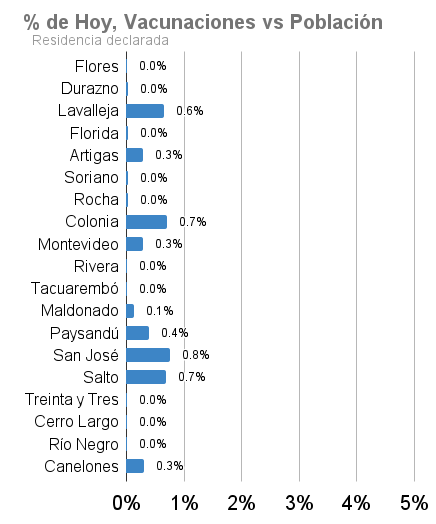 % de Hoy, Vacunaciones vs Población
Residencia declarada
Flores 0.0%
Durazno 0.0%
Lavalleja 0.6%
Florida 0.0%
Artigas 0.3%
Soriano 0.0%
Rocha 0.0%
Colonia 0.7%
Montevideo 0.3%
Rivera 0.0%
Tacuarembó 0.0%
Maldonado 0.1%
Paysandú 0.4%
San José 0.8%
Salto 0.7%
Treinta y Tres 0.0%
Cerro Largo 0.0%
Río Negro 0.0%
Canelones 0.3%
0% 1% 2% 3% 4% 5%